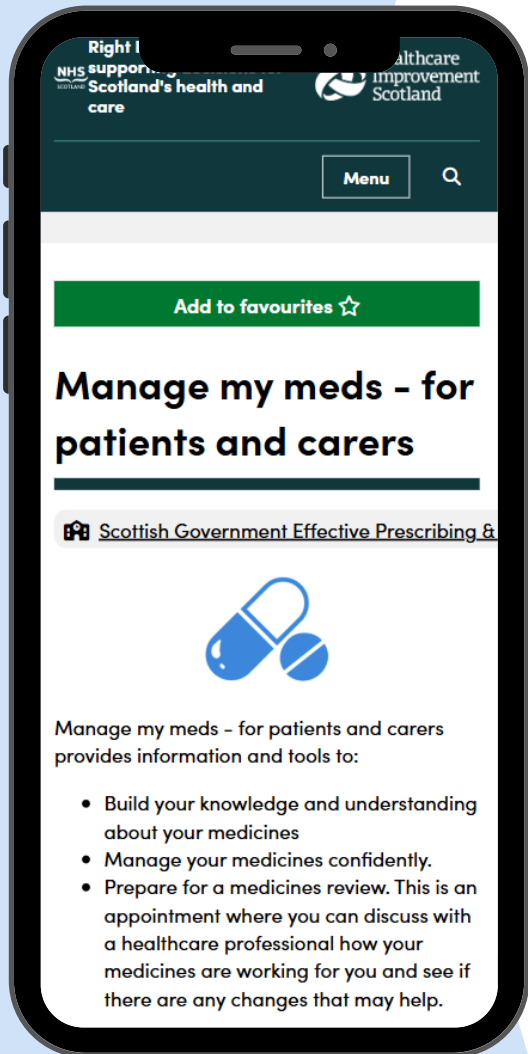 Right
NHS
SCOTLAND
Scotland's health and
care
Improvement
Scotland
Menu
Add to favourites
Manage my meds - for
patients and carers
Scottish Government Effective Prescribing &
Manage my meds - for patients and carers
provides information and tools to:
Build your knowledge and understanding
about your medicines
Manage your medicines confidently.
Prepare for a medicines review. This is an
appointment where you can discuss with
a healthcare professional how your
medicines are working for you and see if
there are any changes that may help.